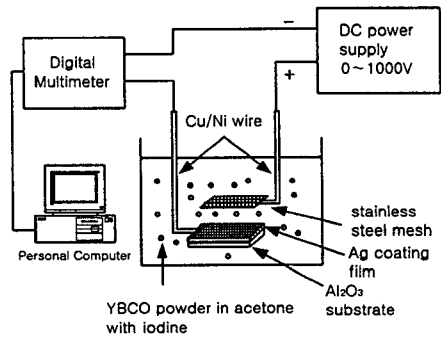 DC power
supply
0~1000V
−
+
Digital
Multimeter
Cu/Ni wire
stainless
steel mesh
Ag coating
film
Al2O3
substrate
Personal Computer
YBCO powder in acetone
with iodine